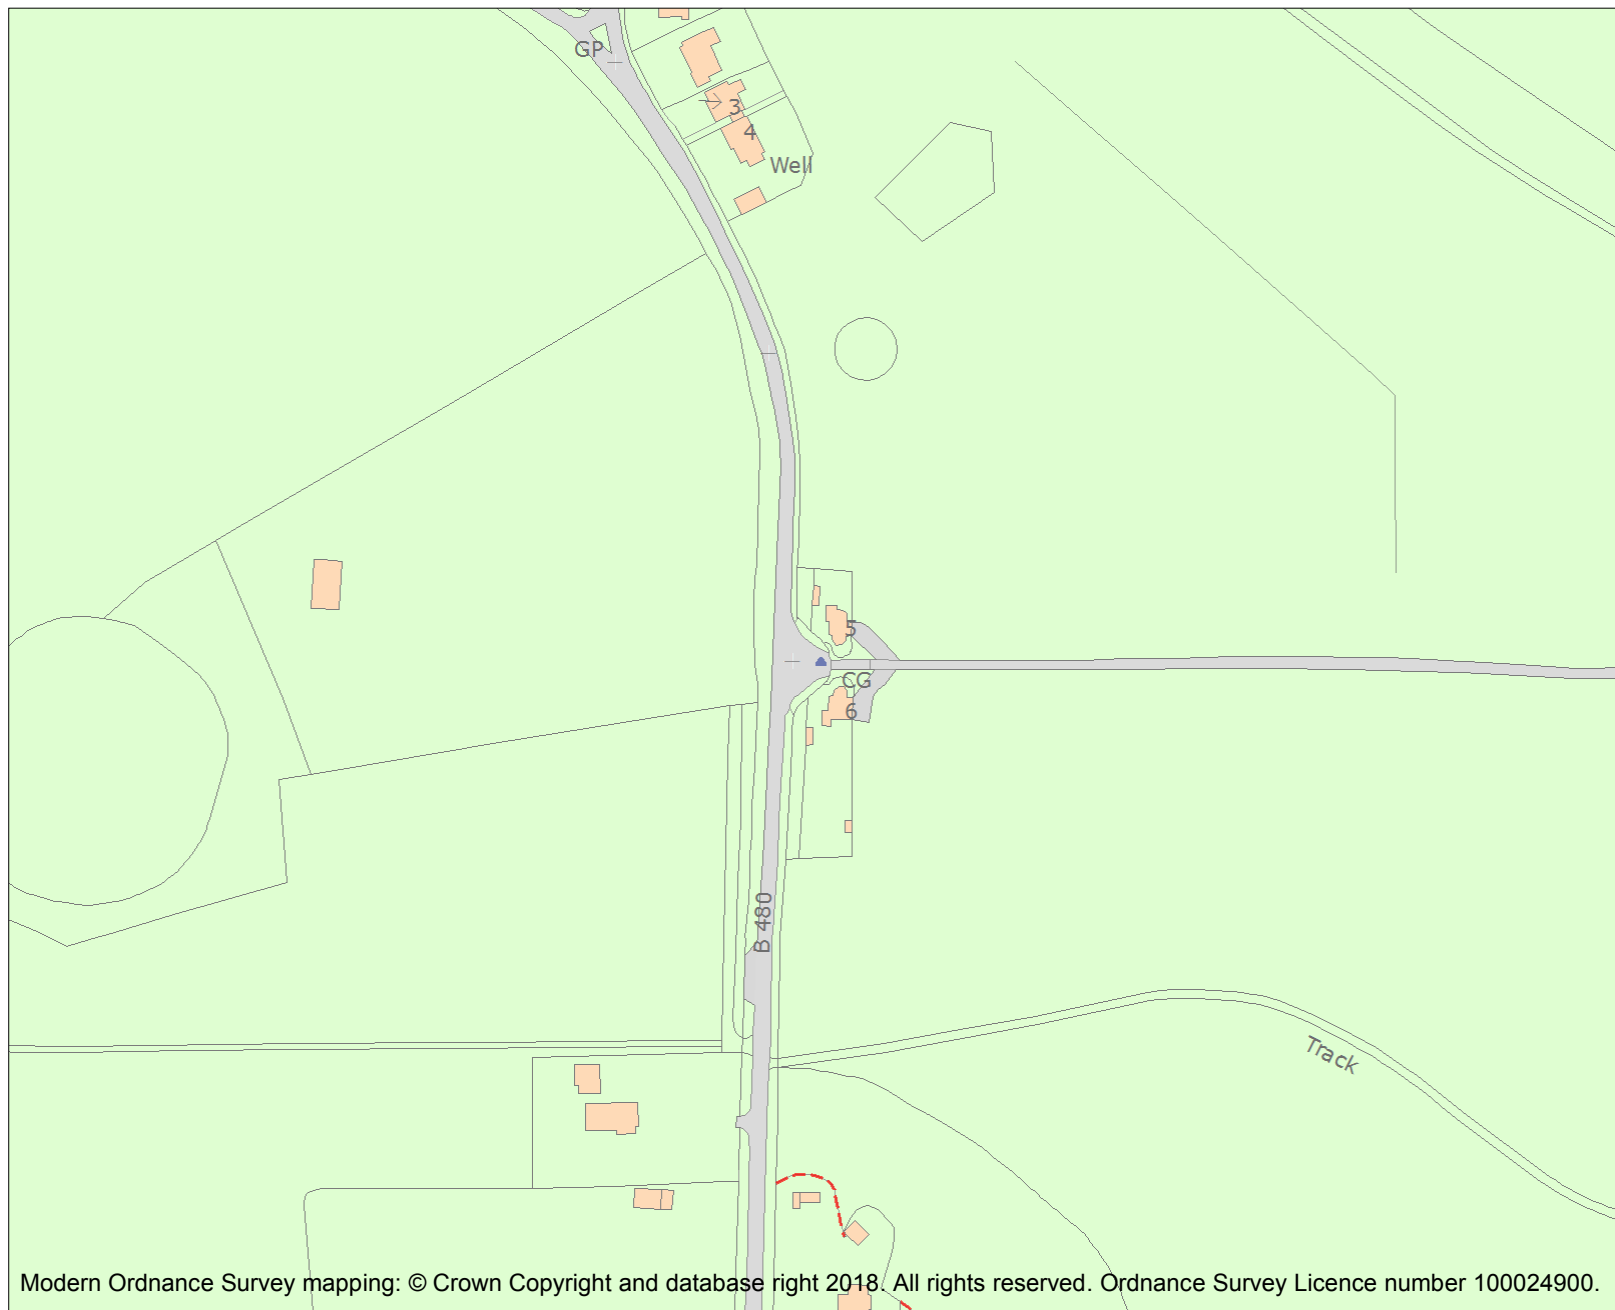 GP
3
4
Well
5
CG
6
B 480
Track
Modern Ordnance Survey mapping: © Crown Copyright and database right 2018. All rights reserved. Ordnance Survey Licence number 100024900.